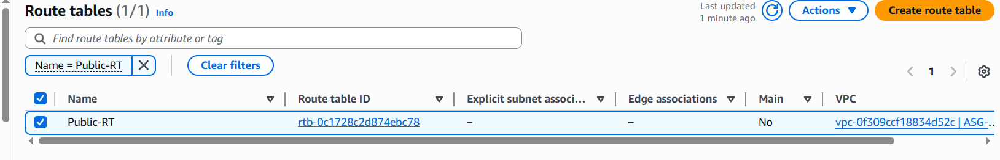 Route tables (1/1) Info
Last updated
1 minute ago
Actions
Create route table
Find route tables by attribute or tag
Name = Public-RT
Clear filters
1
Name Route table ID Explicit subnet associ... Edge associations Main VPC
Public-RT rtb-0c1728c2d874ebc78 – – No vpc-0f309ccf18834d52c | ASG-...